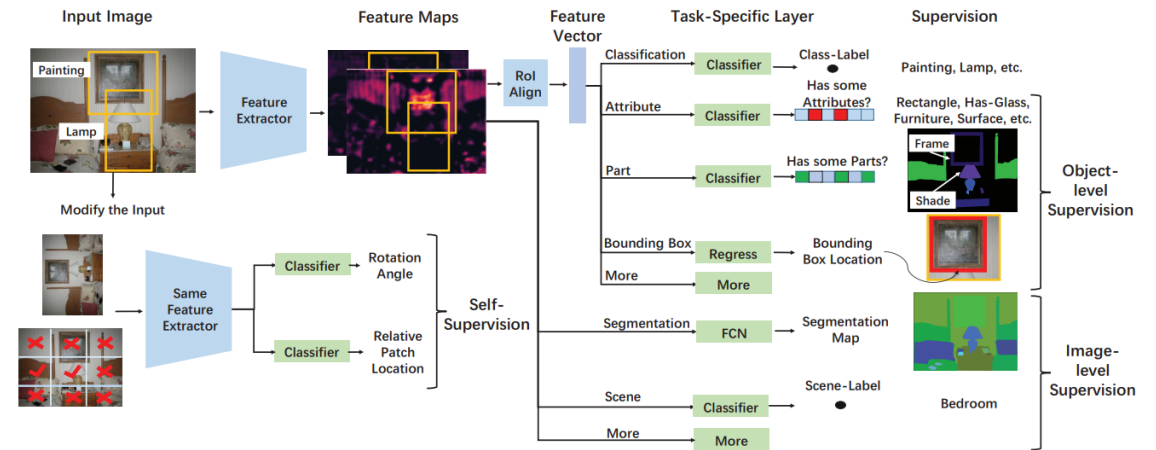 Input Image
Feature Maps
Feature
Vector
Task-Specific Layer
Supervision
Painting
Lamp
Feature
Extractor
RoI
Align
Classification
Classifier
Class-Label
Painting, Lamp, etc.
Attribute
Classifier
Has some
Attributes?
Rectangle, Has-Glass,
Furniture, Surface, etc.
Part
Classifier
Has some Parts?
Frame
Shade
Bounding Box
Regress
Bounding
Box Location
More
More
Object-
level
Supervision
Modify the Input
Same
Feature
Extractor
Classifier
Rotation
Angle
Classifier
Relative
Patch
Location
Self-
Supervision
Segmentation
FCN
Segmentation
Map
Scene
Classifier
Scene-Label
Bedroom
More
More
Image-
level
Supervision